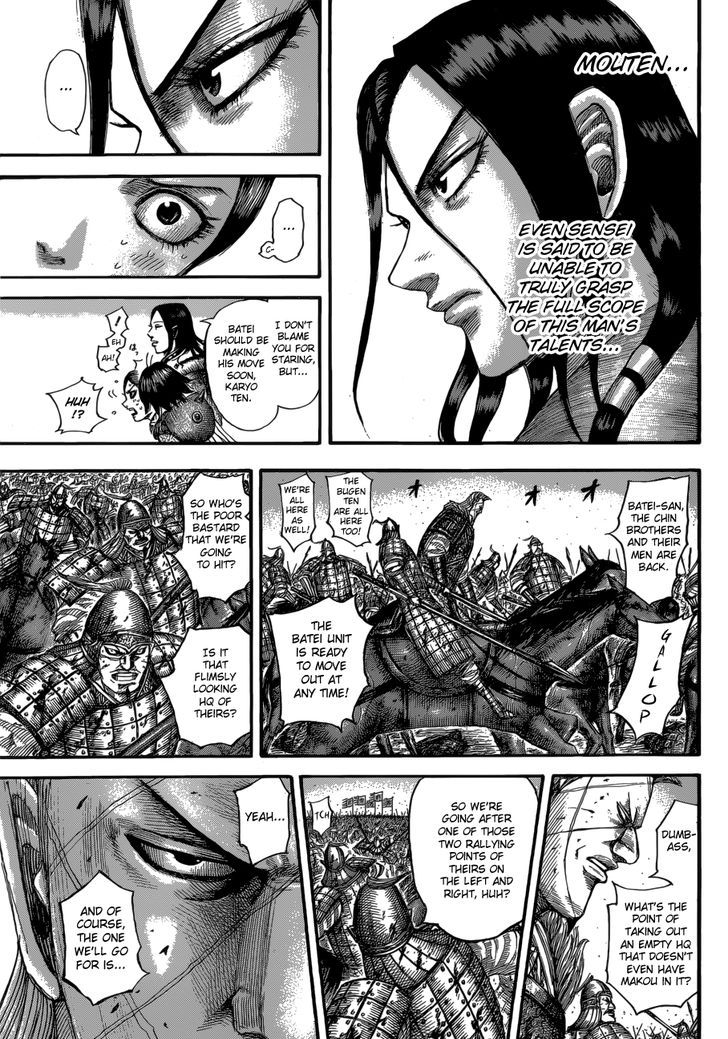 MOUTEN...
EVEN SENSEI
IS SAID TO BE
UNABLE TO
TRULY GRASP
THE FULL SCOPE
OF THIS MAN'S
TALENTS...
...
...
I DON'T
BLAME
YOU FOR
STARING,
BUT...
BATEI
SHOULD BE
MAKING
HIS MOVE
SOON,
KARYO
TEN.
EH
AH!
HUH
!?
BATEI-SAN,
THE CHIN
BROTHERS
AND THEIR
MEN ARE
BACK.
GALLOP
THE
BUGEN
TEN
ARE ALL
HERE
TOO!
WE'RE
ALL
HERE
AS
WELL!
THE
BATEI UNIT
IS READY
TO MOVE
OUT AT
ANY TIME!
SO WHO'S
THE POOR
BASTARD
THAT WE'RE
GOING
TO HIT?
IS IT
THAT
FLIMSLY
LOOKING
HQ OF
THEIRS?
DUMB-
ASS,
WHAT'S THE
POINT OF
TAKING OUT
AN EMPTY HQ
THAT DOESN'T
EVEN HAVE
MAKOU IN IT?
TCH
SO WE'RE
GOING AFTER
ONE OF THOSE
TWO RALLYING
POINTS OF
THEIRS ON
THE LEFT AND
RIGHT, HUH?
YEAH...
AND OF
COURSE,
THE ONE
WE'LL GO
FOR IS...